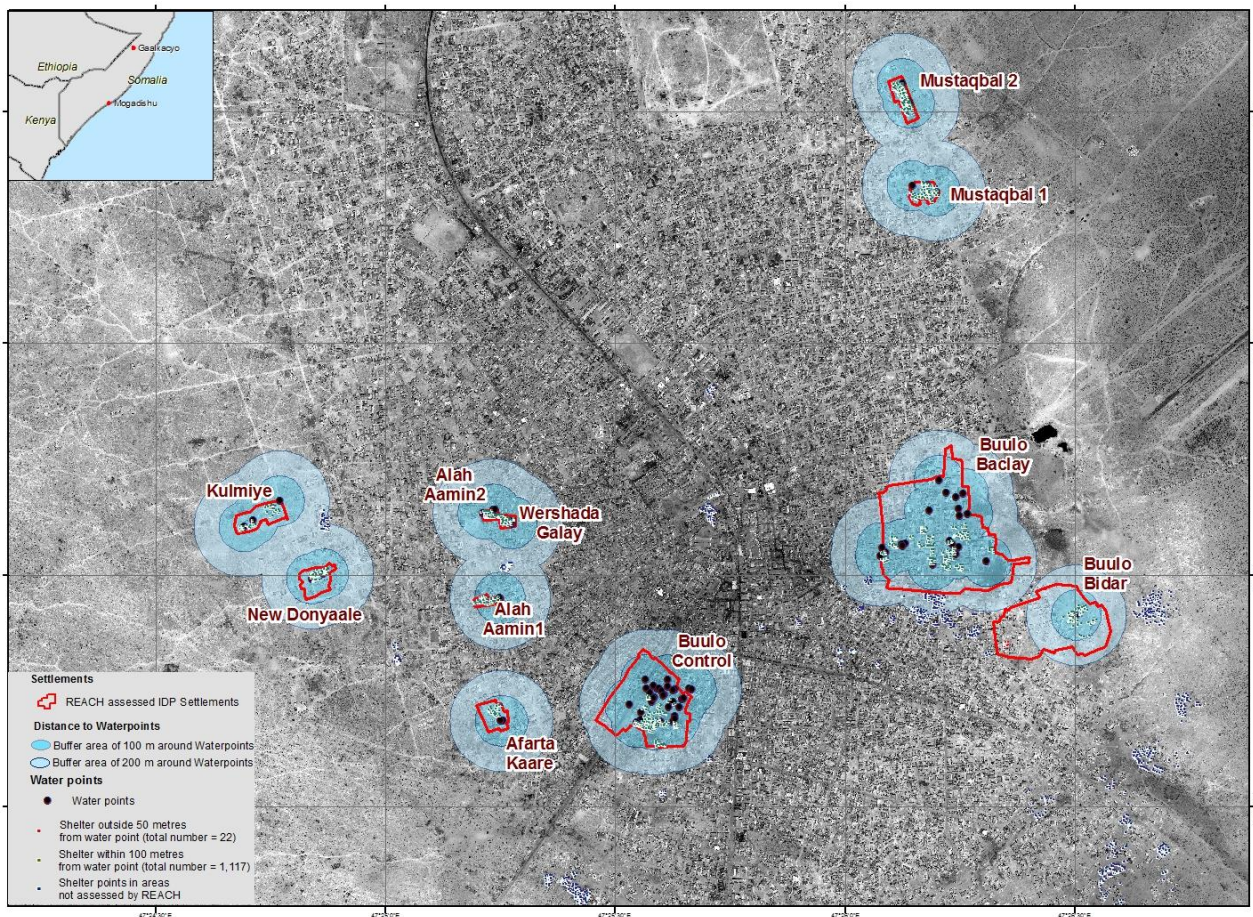 Gaalkacyo
Ethiopia
Somalia
Mogadishu
Kenya
Mustaqbal 2
Mustaqbal 1
Buulo
Baclay
Kulmiye
Alah
Aamin2
Wershada
Galay
Buulo
Bidar
New Donyaale
Alah
Aamin1
Buulo
Control
Afarta
Kaare
Settlements
REACH assessed IDP Settlements
Distance to Waterpoints
Buffer area of 100 m around Waterpoints
Buffer area of 200 m around Waterpoints
Water points
Water points
Shelter outside 50 metres
from water point (total number = 22)
Shelter within 100 metres
from water point (total number = 1,117)
Shelter points in areas
not assessed by REACH